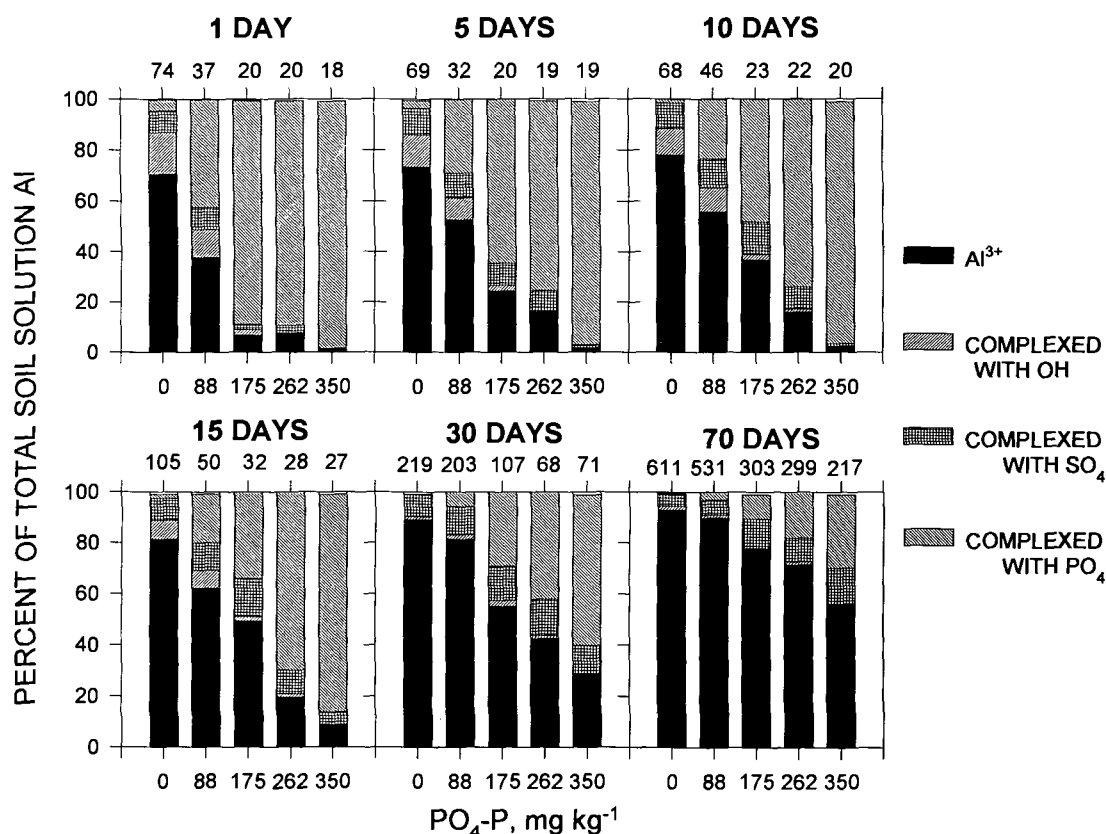 1 DAY 5 DAYS 10 DAYS
74 37 20 20 18 69 32 20 19 19 68 46 23 22 20
100
80
60
40
20
0
0 88 175 262 350 0 88 175 262 350 0 88 175 262 350
15 DAYS 30 DAYS 70 DAYS
105 50 32 28 27 219 203 107 68 71 611 531 303 299 217
100
80
60
40
20
0
0 88 175 262 350 0 88 175 262 350 0 88 175 262 350
PO₄-P, mg kg⁻¹
PERCENT OF TOTAL SOIL SOLUTION Al
Al³⁺
COMPLEXED
WITH OH
COMPLEXED
WITH SO₄
COMPLEXED
WITH PO₄